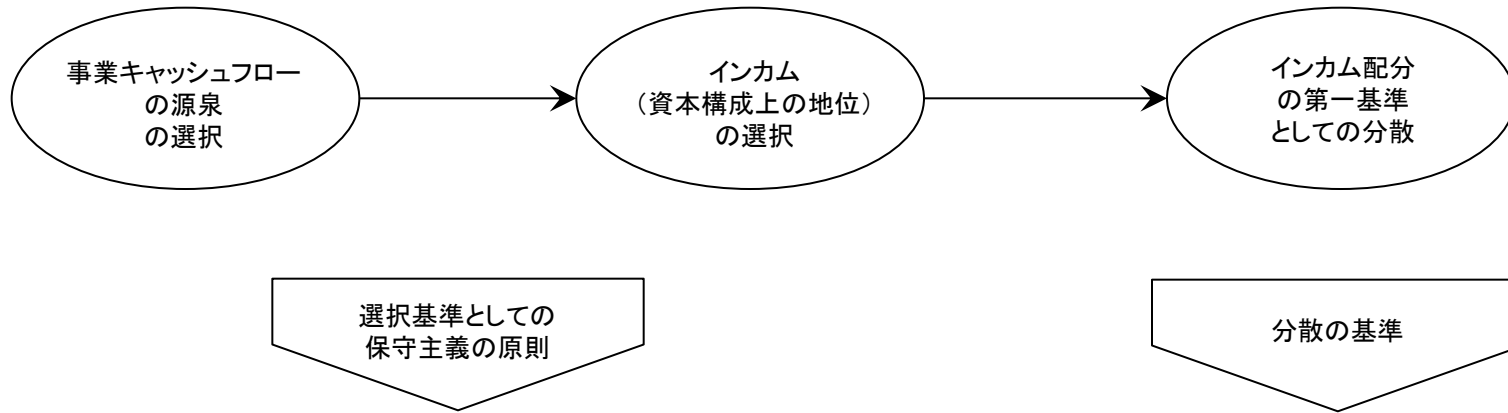 事業キャッシュフロー
の源泉
の選択
インカム
（資本構成上の地位）
の選択
インカム配分
の第一基準
としての分散
選択基準としての
保守主義の原則
分散の基準